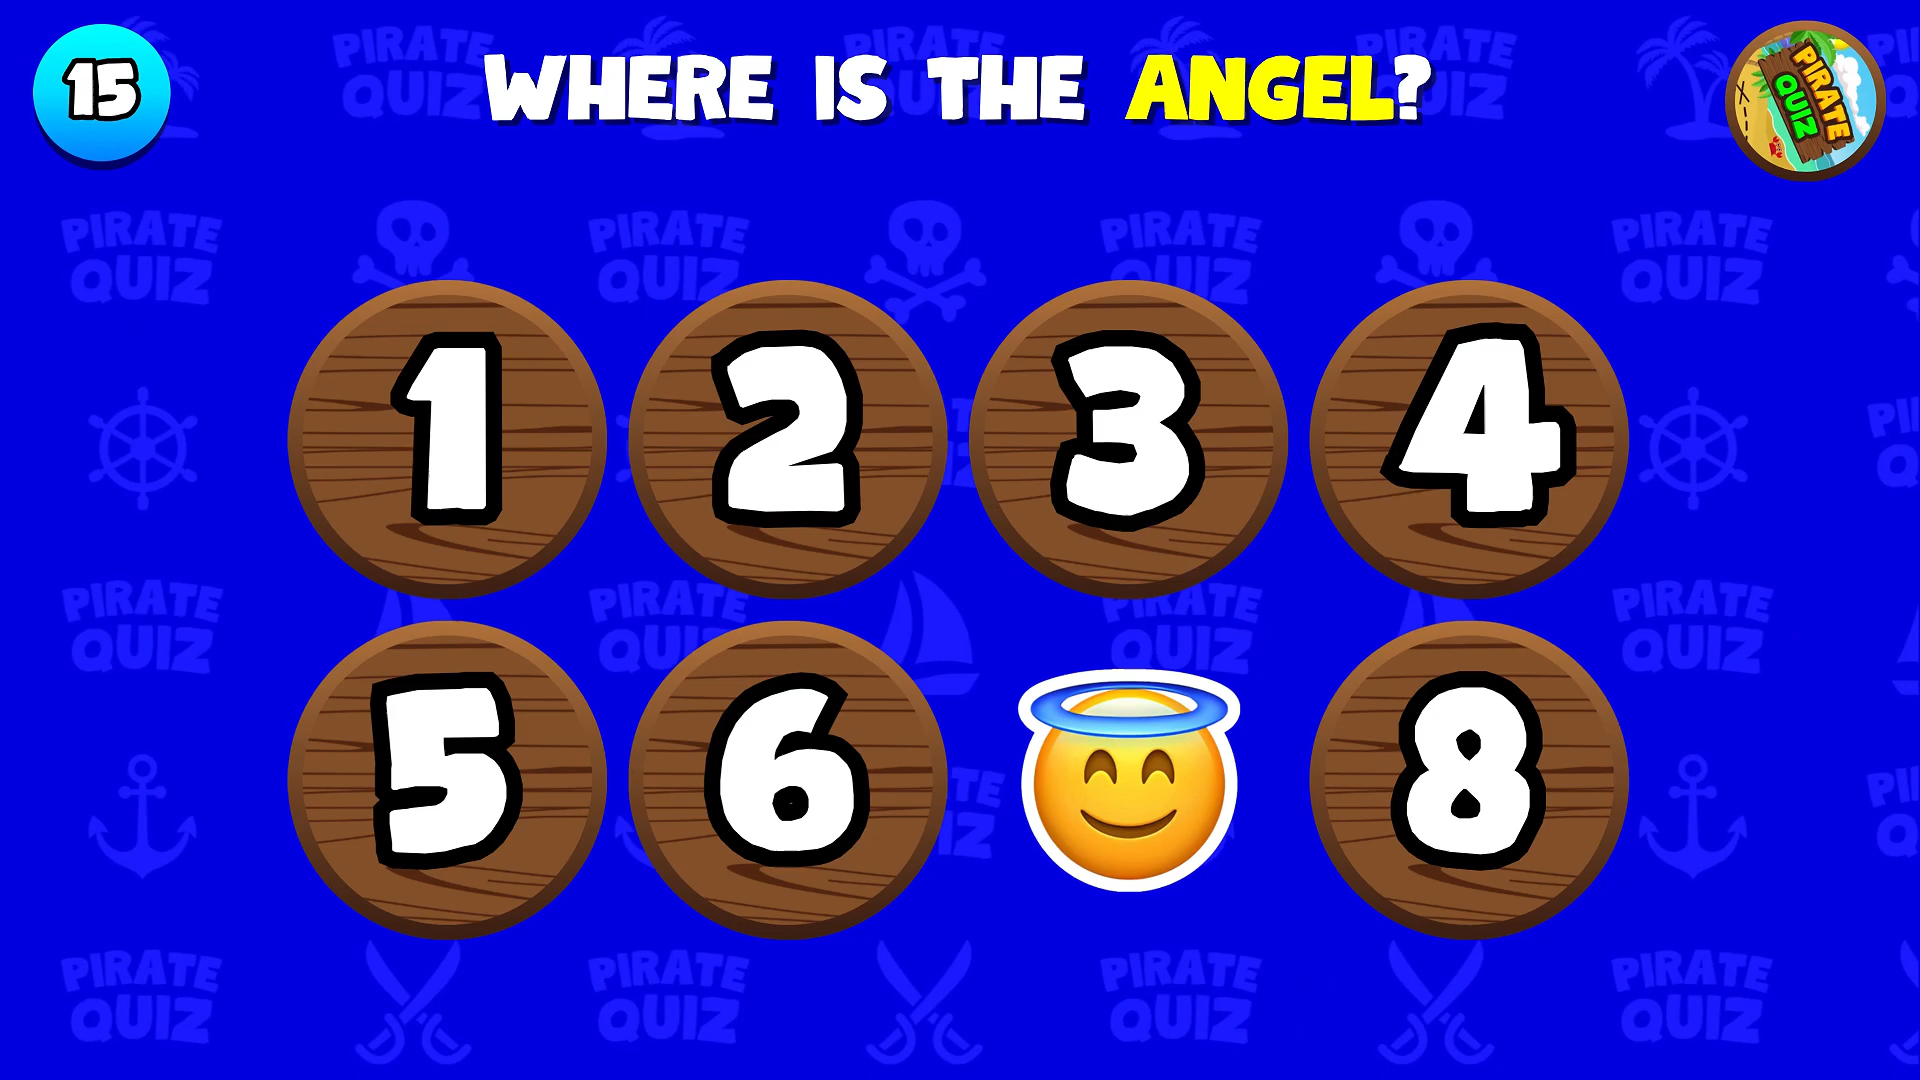 15
WHERE IS THE ANGEL?
PIRATE
QUIZ
1 2 3 4
5 6 8